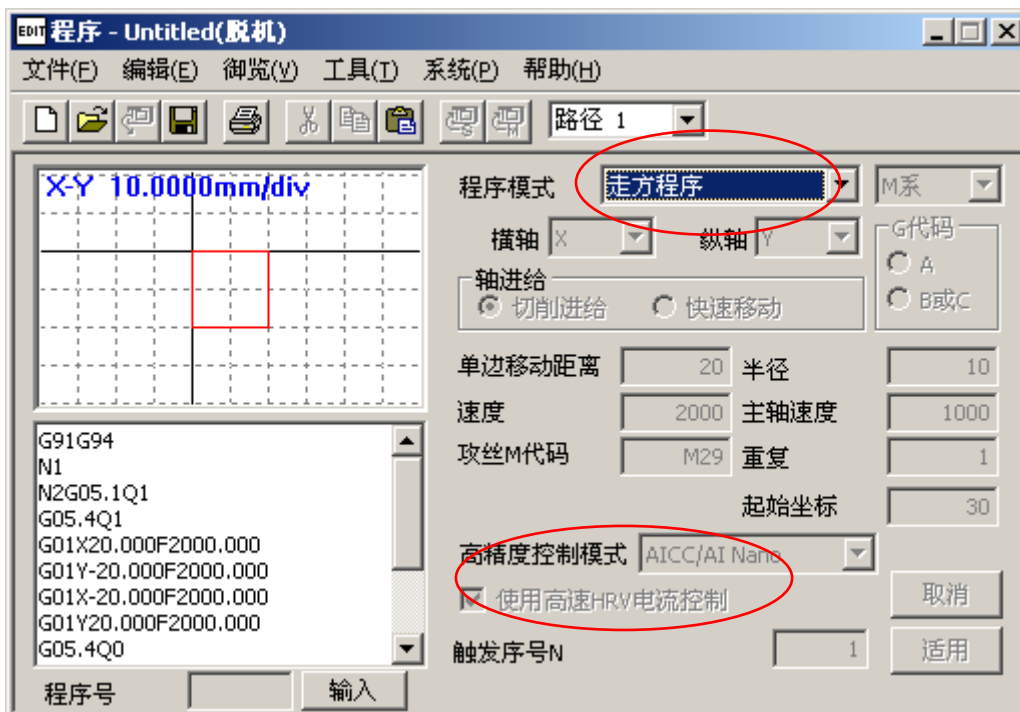 EDIT 程序 - Untitled(脱机)
文件(F) 编辑(E) 御览(V) 工具(T) 系统(P) 帮助(H)
路径 1
X-Y 10.0000mm/div
程序模式 走方程序 M系
横轴 X 纵轴 Y G代码
A
B或C
轴进给
切削进给 快速移动
单边移动距离 20 半径 10
速度 2000 主轴速度 1000
攻丝M代码 M29 重复 1
起始坐标 30
高精度控制模式 AICC/AI Nano
使用高速HRV电流控制 取消
触发序号N 1 适用
G91G94
N1
N2G05.1Q1
G05.4Q1
G01X20.000F2000.000
G01Y-20.000F2000.000
G01X-20.000F2000.000
G01Y20.000F2000.000
G05.4Q0
程序号 输入